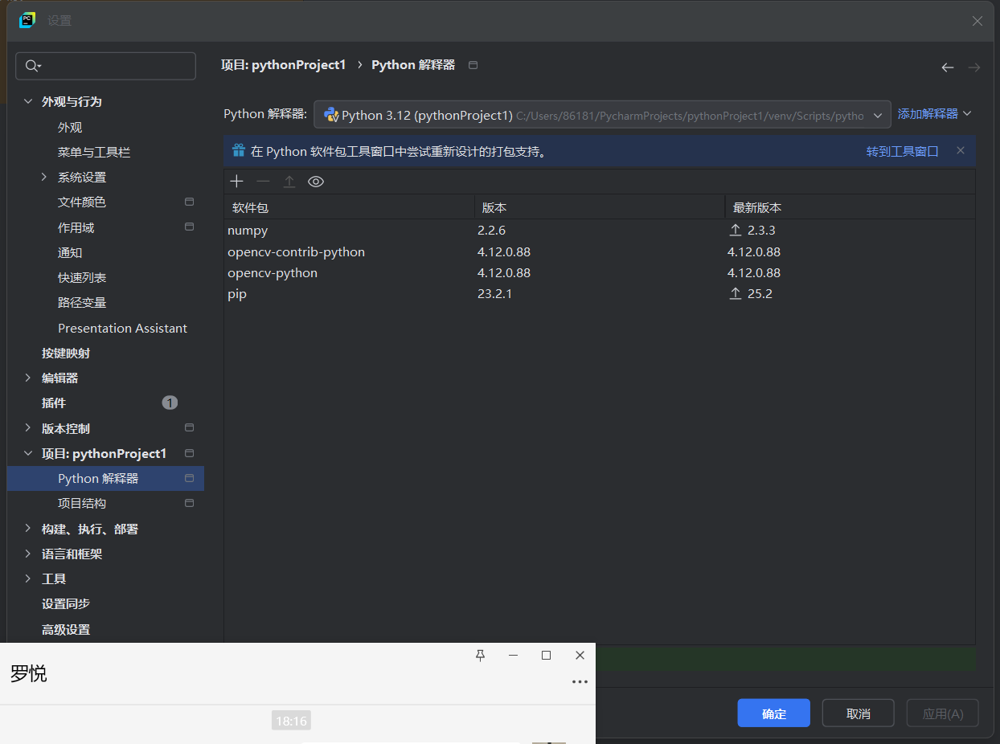 PC
设置
项目: pythonProject1 › Python 解释器
外观与行为
外观
菜单与工具栏
系统设置
文件颜色
作用域
通知
快速列表
路径变量
Presentation Assistant
按键映射
编辑器
插件 1
版本控制
项目: pythonProject1
Python 解释器
项目结构
构建、执行、部署
语言和框架
工具
设置同步
高级设置
Python 解释器: Python 3.12 (pythonProject1) C:/Users/86181/PycharmProjects/pythonProject1/venv/Scripts/pytho 添加解释器
在 Python 软件包工具窗口中尝试重新设计的打包支持。 转到工具窗口
软件包 版本 最新版本
numpy 2.2.6 2.3.3
opencv-contrib-python 4.12.0.88 4.12.0.88
opencv-python 4.12.0.88 4.12.0.88
pip 23.2.1 25.2
确定 取消 应用(A)
罗悦
18:16